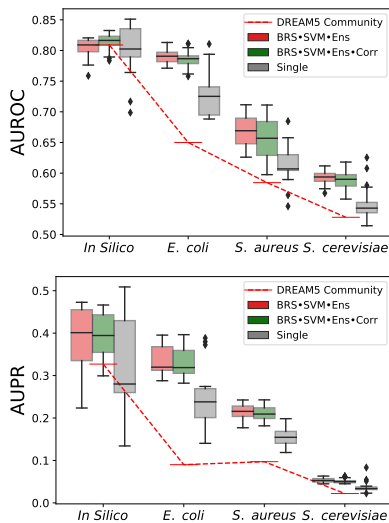 AUROC
0.85
0.80
0.75
0.70
0.65
0.60
0.55
0.50
DREAM5 Community
BRS•SVM•Ens
BRS•SVM•Ens•Corr
Single
In Silico E. coli S. aureus S. cerevisiae
AUPR
0.5
0.4
0.3
0.2
0.1
0.0
DREAM5 Community
BRS•SVM•Ens
BRS•SVM•Ens•Corr
Single
In Silico E. coli S. aureus S. cerevisiae